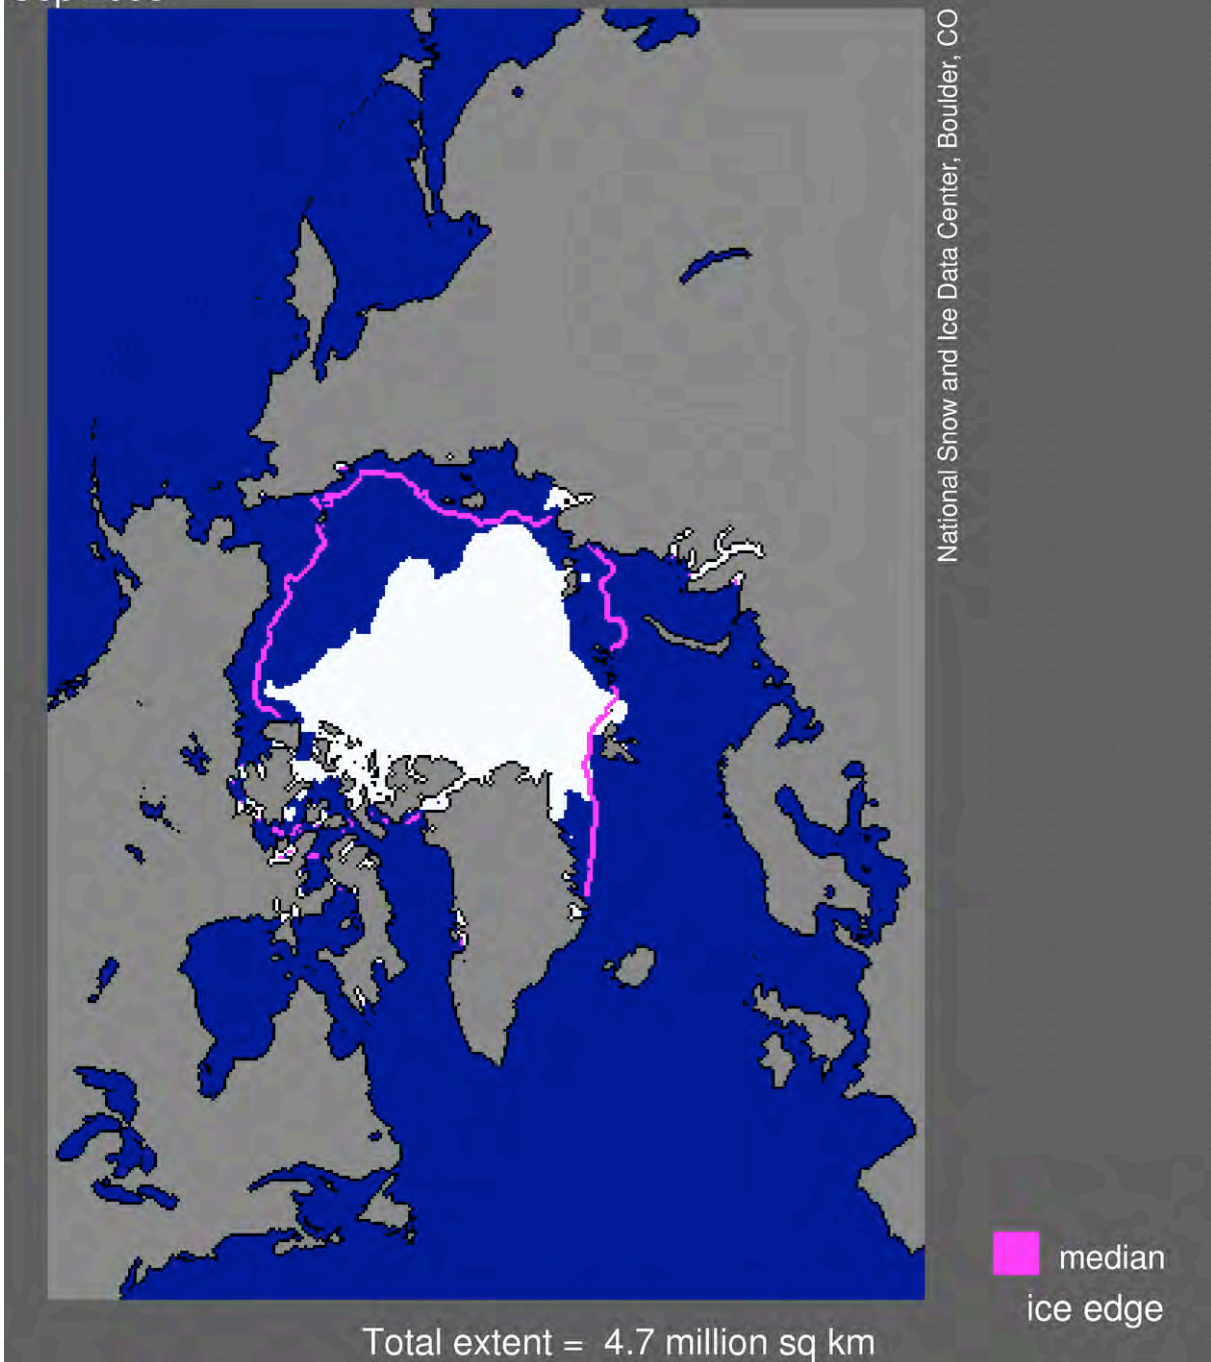 National Snow and Ice Data Center, Boulder, CO
median
ice edge
Total extent = 4.7 million sq km